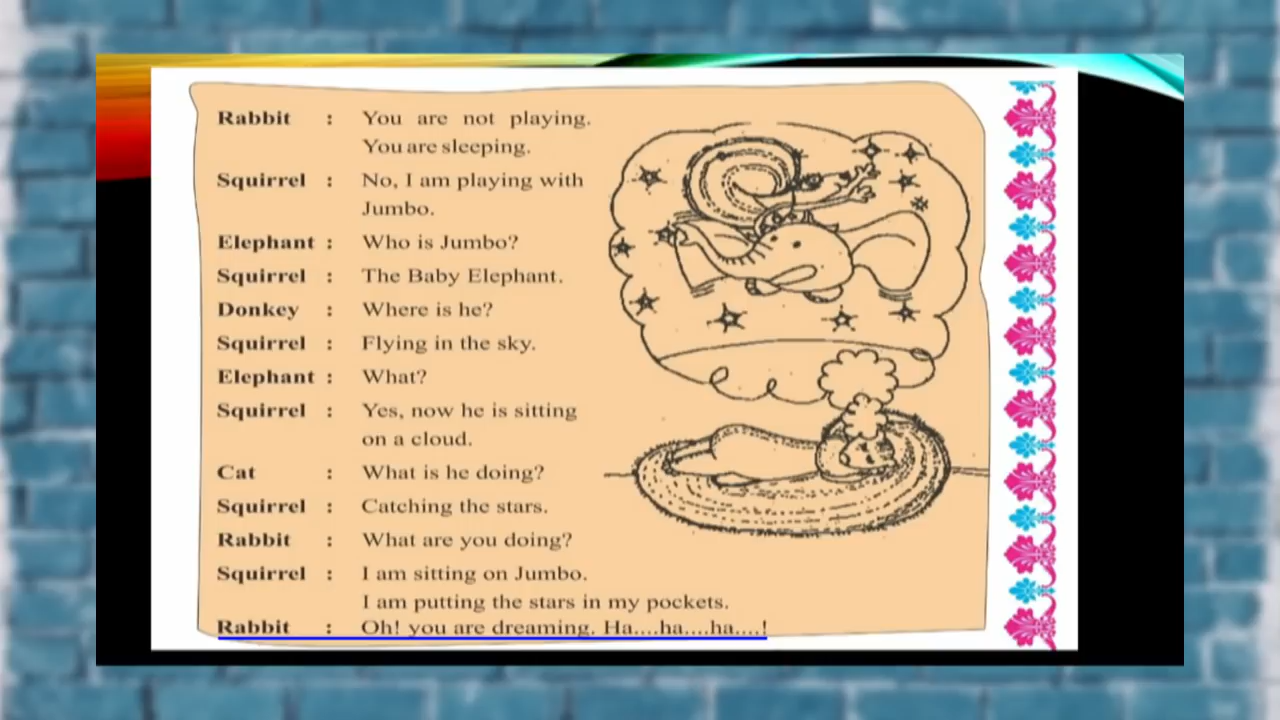 Rabbit : You are not playing.
You are sleeping.
Squirrel : No, I am playing with
Jumbo.
Elephant : Who is Jumbo?
Squirrel : The Baby Elephant.
Donkey : Where is he?
Squirrel : Flying in the sky.
Elephant : What?
Squirrel : Yes, now he is sitting
on a cloud.
Cat : What is he doing?
Squirrel : Catching the stars.
Rabbit : What are you doing?
Squirrel : I am sitting on Jumbo.
I am putting the stars in my pockets.
Rabbit : Oh! you are dreaming. Ha....ha....ha....!